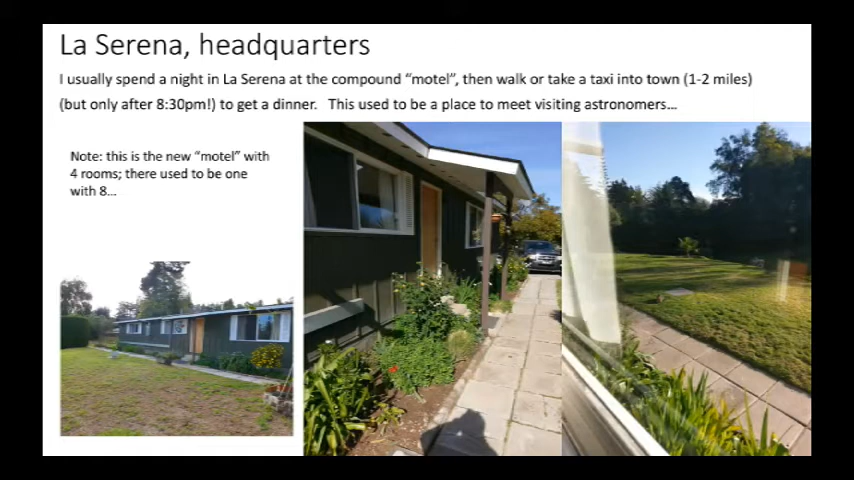 La Serena, headquarters
I usually spend a night in La Serena at the compound “motel”, then walk or take a taxi into town (1-2 miles)
(but only after 8:30pm!) to get a dinner.   This used to be a place to meet visiting astronomers…
Note: this is the new “motel” with
4 rooms; there used to be one
with 8…